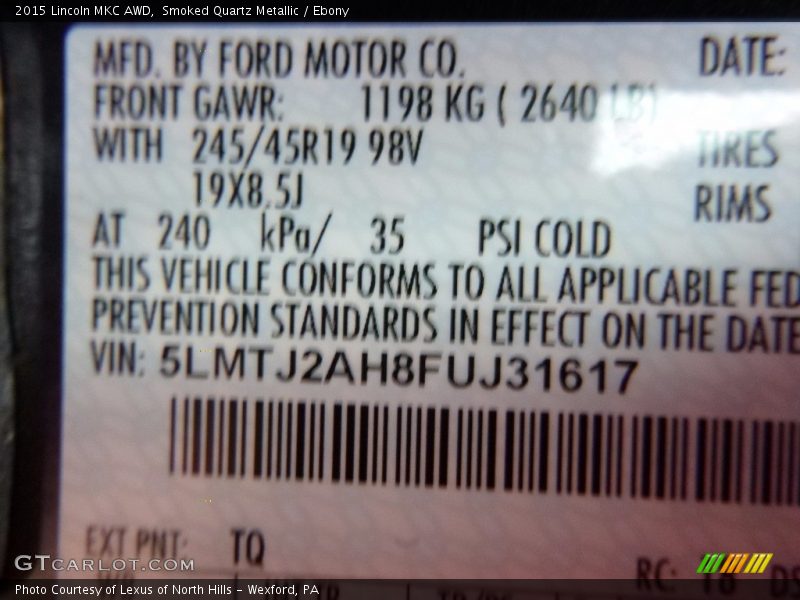 2015 Lincoln MKC AWD, Smoked Quartz Metallic / Ebony
MFD. BY FORD MOTOR CO. DATE:
FRONT GAWR: 1198 KG ( 2640 LB)
WITH 245/45R19 98V TIRES
19X8.5J RIMS
AT 240 kPa/ 35 PSI COLD
THIS VEHICLE CONFORMS TO ALL APPLICABLE FED
PREVENTION STANDARDS IN EFFECT ON THE DATE
VIN: 5LMTJ2AH8FUJ31617
EXT PNT: TQ
RC: 18 DS
GTcarlot.com
Photo Courtesy of Lexus of North Hills - Wexford, PA